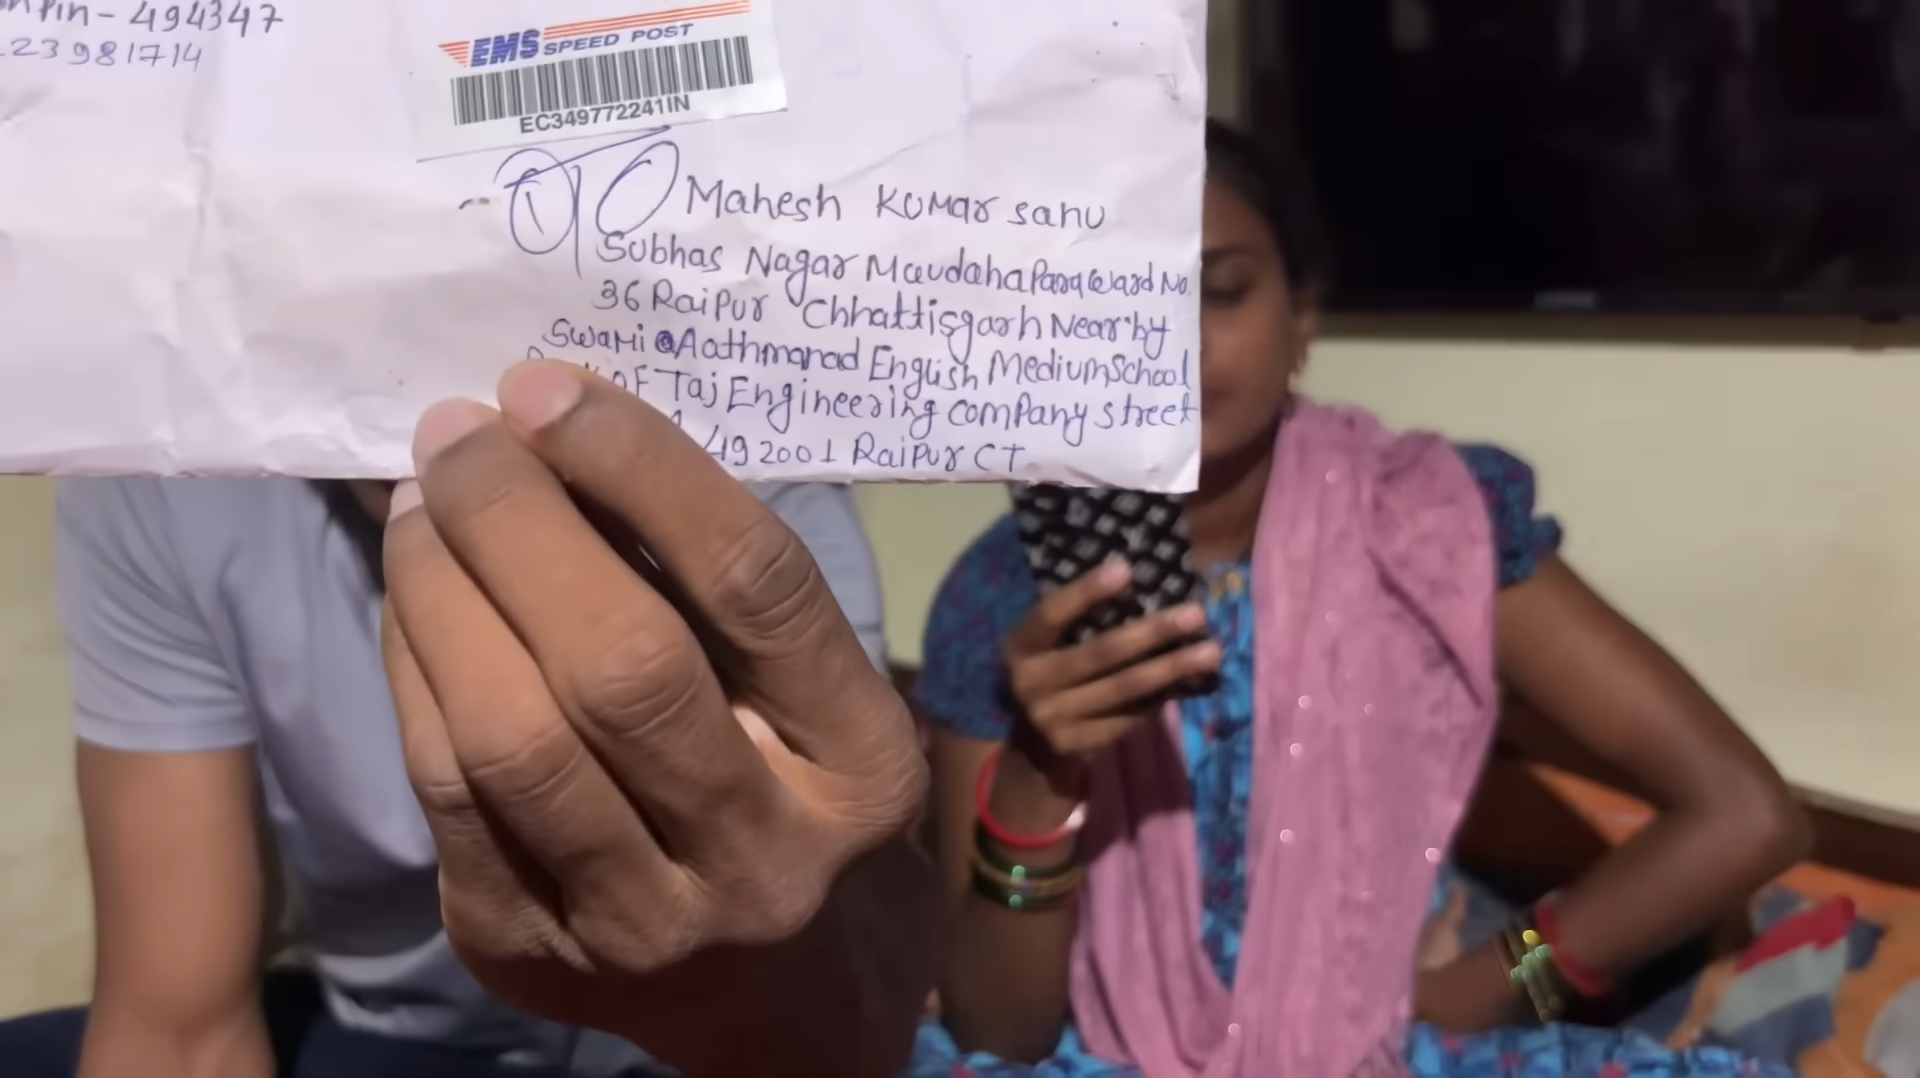 Pin - 494347
23981714
EMS SPEED POST
EC349772241IN
Mahesh Kumar sahu
Subhas Nagar Maudaha Para Ward No.
36 Raipur Chhattisgarh Near by
Swami Aathmanad English Medium School
OF Taj Engineering company street
492001 Raipur CT